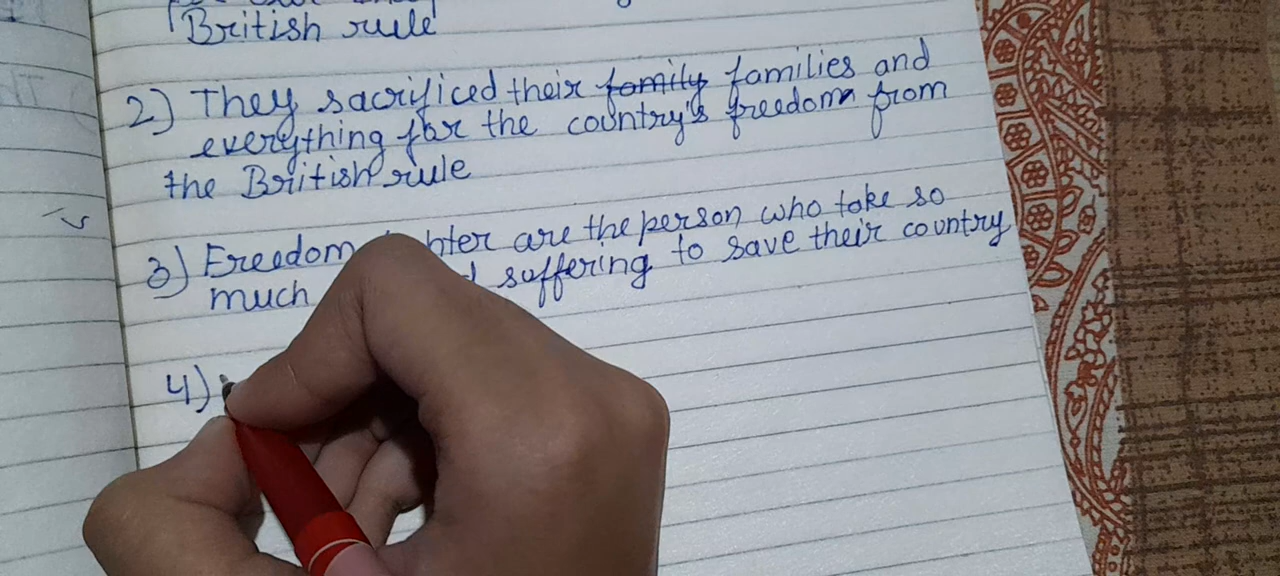 British rule
2) They sacrificed their family families and
everything for the country's freedom from
the British rule
3) Freedom are the person who take so
much suffering to save their country
4)